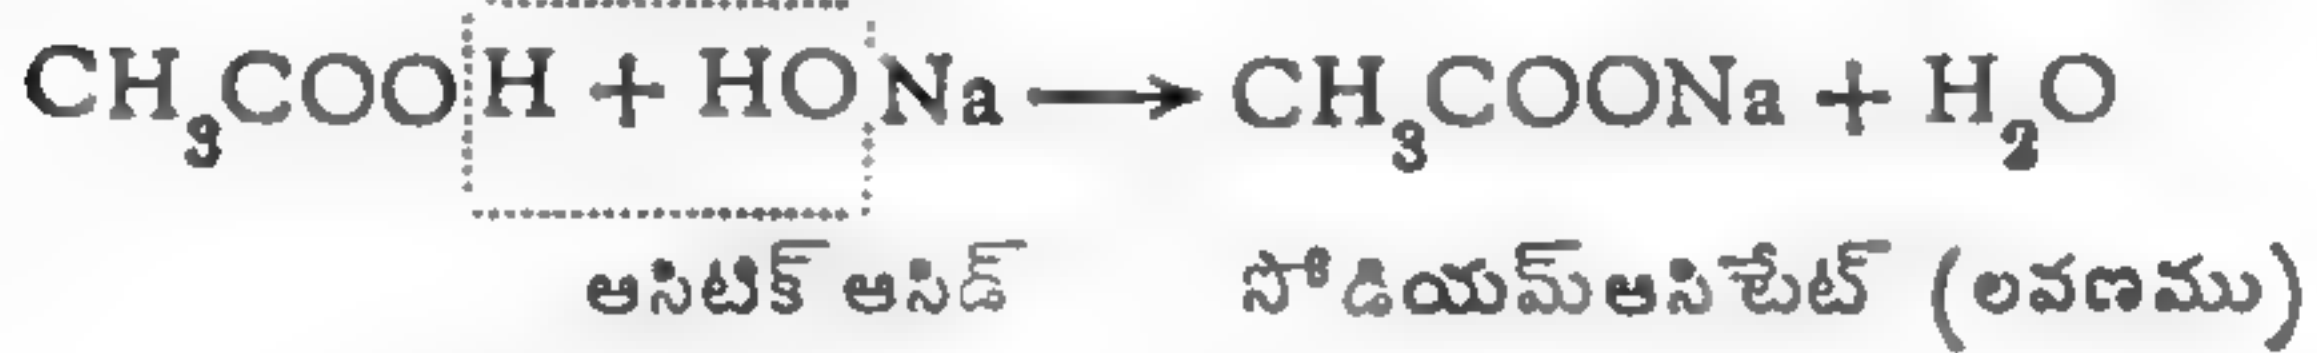 CH₃COOH + HONa → CH₃COONa + H₂O
ఆసిటిక్ ఆసిడ్ సోడియమ్ఆసిటేట్ (లవణము)